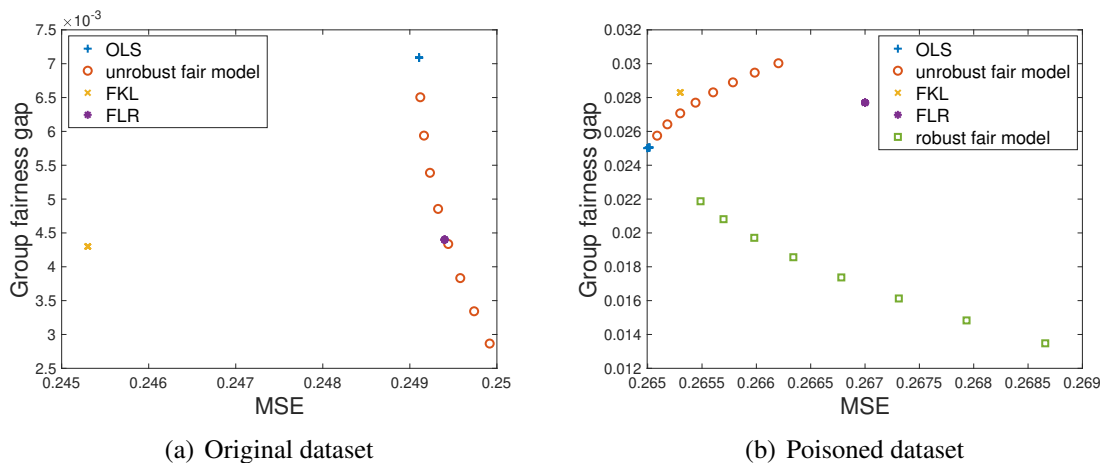 ×10⁻³
7.5
7
6.5
6
5.5
5
4.5
4
3.5
3
2.5
Group fairness gap
0.245 0.246 0.247 0.248 0.249 0.25
MSE
OLS
unrobust fair model
FKL
FLR
(a) Original dataset
0.032
0.03
0.028
0.026
0.024
0.022
0.02
0.018
0.016
0.014
0.012
Group fairness gap
0.265 0.2655 0.266 0.2665 0.267 0.2675 0.268 0.2685 0.269
MSE
OLS
unrobust fair model
FKL
FLR
robust fair model
(b) Poisoned dataset